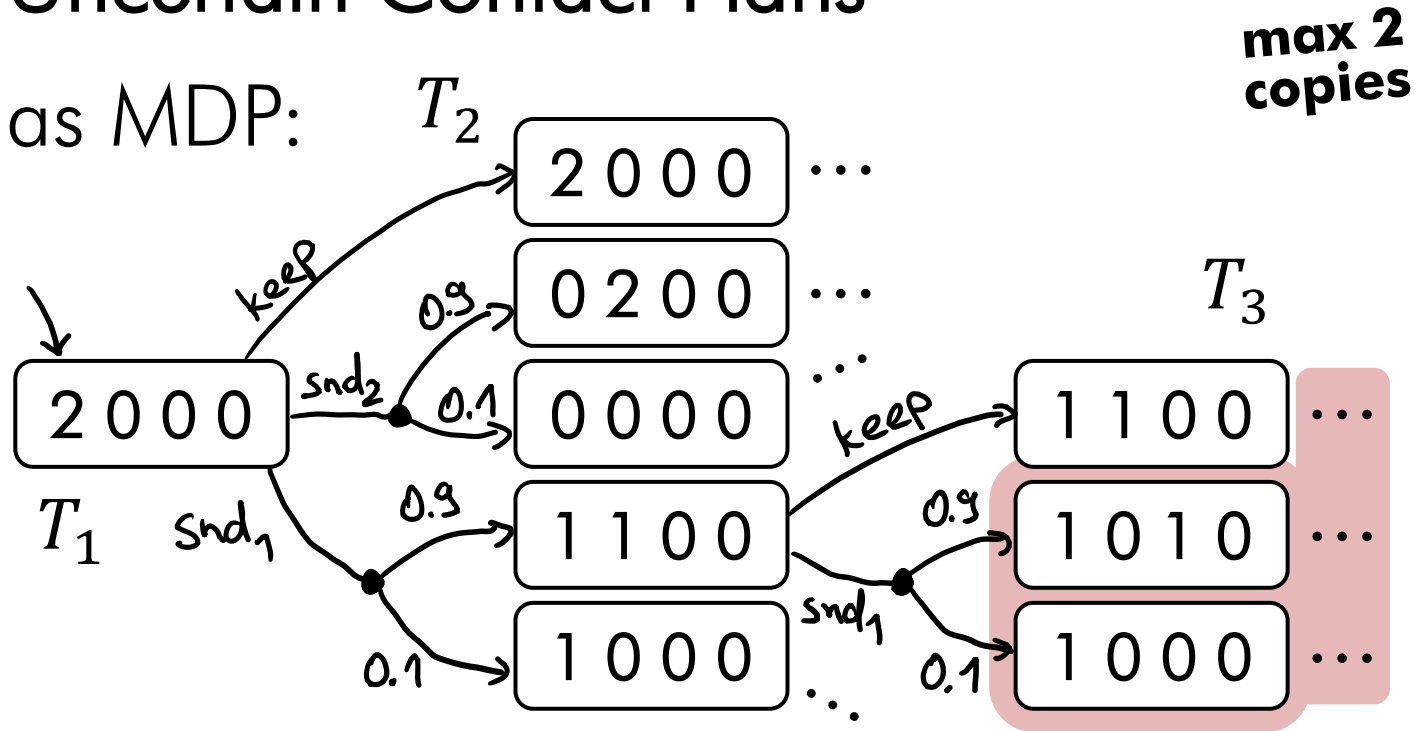 Uncertain Contact Plans
max 2
copies
as MDP:
T₂
2 0 0 0 ...
keep
0 2 0 0 ...
0.9
T₃
2 0 0 0
snd₂
0.1
0 0 0 0 ...
keep
1 1 0 0 ...
T₁
snd₁
0.9
1 1 0 0
snd₁
0.9
1 0 1 0 ...
0.1
1 0 0 0 ...
0.1
1 0 0 0 ...